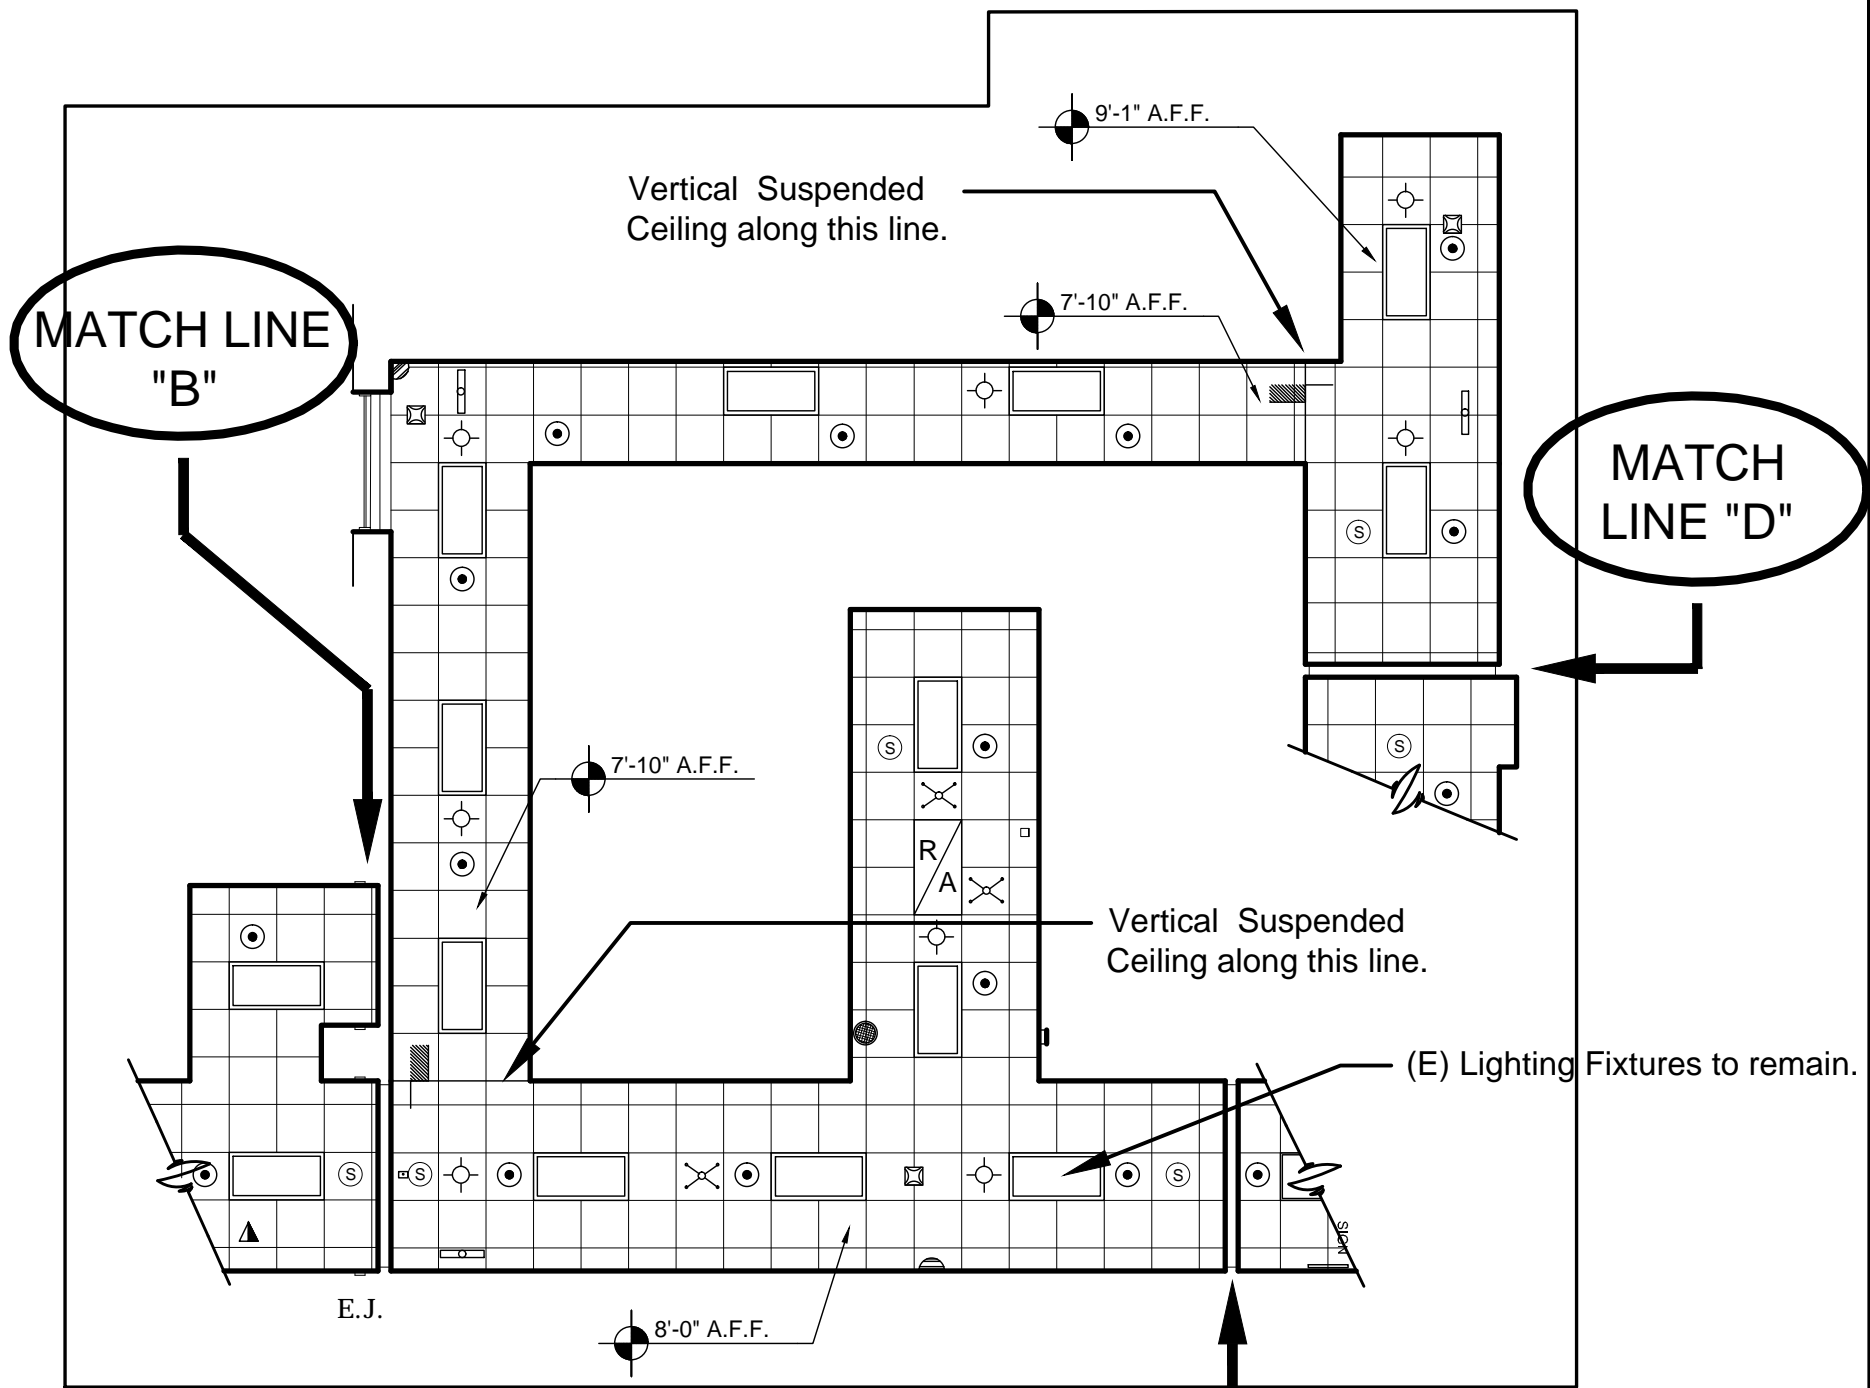 9'-1" A.F.F.
Vertical Suspended
Ceiling along this line.
7'-10" A.F.F.
MATCH LINE
"B"
MATCH
LINE "D"
S
S
S
7'-10" A.F.F.
R
A
Vertical Suspended
Ceiling along this line.
(E) Lighting Fixtures to remain.
S
S
S
E.J.
8'-0" A.F.F.